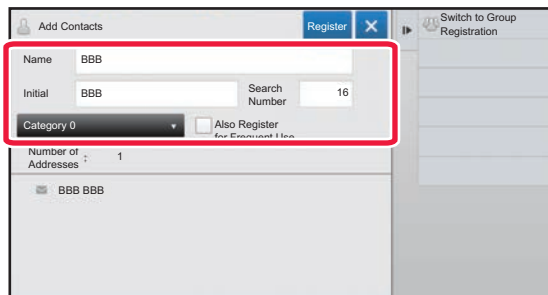 Add Contacts
Register
Switch to Group
Registration
Name
BBB
Initial
BBB
Search
Number
16
Category 0
Also Register
for Frequent Use
Number of
Addresses :
1
BBB BBB